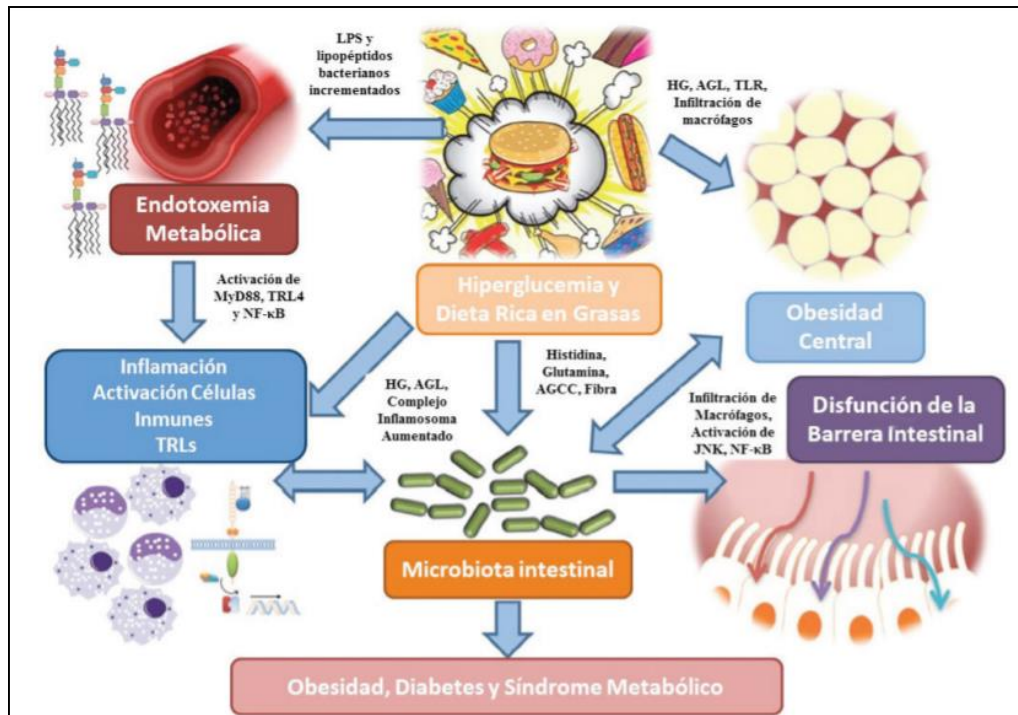 LPS y
lipopéptidos
bacterianos
incrementados
HG, AGL, TLR,
Infiltración de
macrófagos
Endotoxemia
Metabólica
Hiperglucemia y
Dieta Rica en Grasas
Obesidad
Central
Activación de
MyD88, TRL4
y NF-κB
Inflamación
Activación Células
Inmunes
TRLs
HG, AGL,
Complejo
Inflamosoma
Aumentado
Histidina,
Glutamina,
AGCC, Fibra
Infiltración de
Macrófagos,
Activación de
JNK, NF-κB
Disfunción de la
Barrera Intestinal
Microbiota intestinal
Obesidad, Diabetes y Síndrome Metabólico